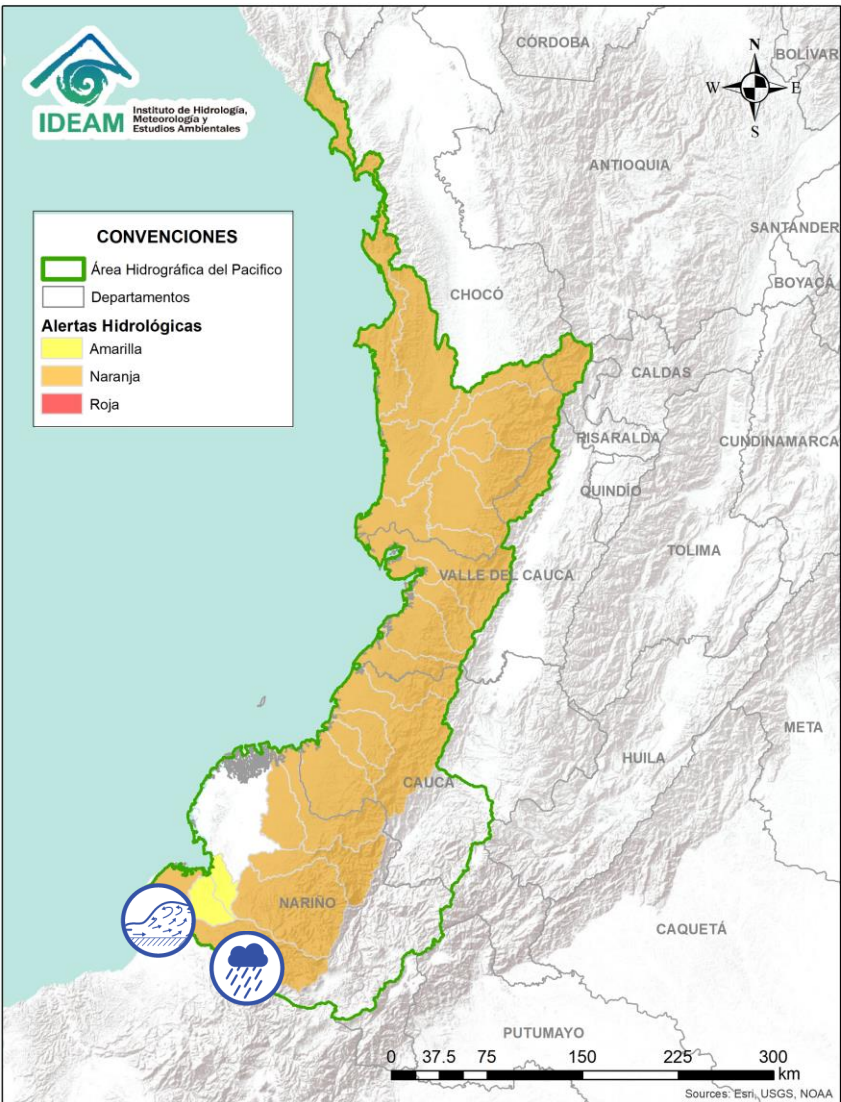 IDEAM
Instituto de Hidrología,
Meteorología y
Estudios Ambientales
CÓRDOBA
BOLÍVAR
N
W
E
S
ANTIOQUIA
SANTANDER
BOYACÁ
CONVENCIONES
Área Hidrográfica del Pacifico
Departamentos
Alertas Hidrológicas
Amarilla
Naranja
Roja
CHOCÓ
CALDAS
RISARALDA
CUNDINAMARCA
QUINDÍO
TOLIMA
VALLE DEL CAUCA
META
HUILA
CAUCA
NARIÑO
CAQUETÁ
PUTUMAYO
0 37.5 75 150 225 300
km
Sources: Esri, USGS, NOAA